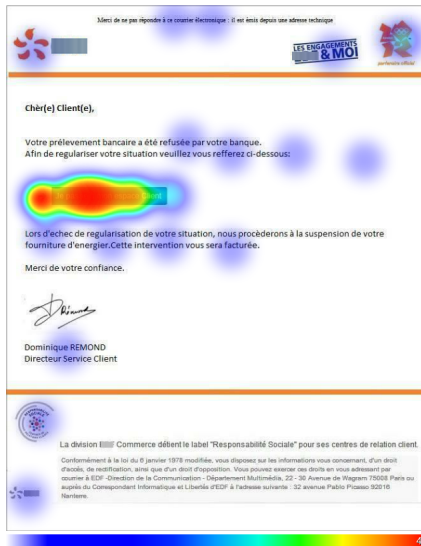 Merci de ne pas répondre à ce courrier électronique : il est émis depuis une adresse technique
LES ENGAGEMENTS
& MOI
partenaire officiel
Chèr(e) Client(e),
Votre prélevement bancaire a été refusée par votre banque.
Afin de regulariser votre situation veuillez vous refferez ci-dessous:
Client
Lors d'echec de regularisation de votre situation, nous procèderons à la suspension de votre
fourniture d'energier.Cette intervention vous sera facturée.
Merci de votre confiance.
Dominique REMOND
Directeur Service Client
La division Commerce détient le label "Responsabilité Sociale" pour ses centres de relation client.
Conformément à la loi du 6 janvier 1978 modifiée, vous disposez sur les informations vous concernant, d'un droit
d'accès, de rectification, ainsi que d'un droit d'opposition. Vous pouvez exercer ces droits en vous adressant par
courrier à EDF -Direction de la Communication - Département Multimédia, 22 - 30 Avenue de Wagram 75008 Paris ou
auprès du Correspondant Informatique et Libertés d'EDF à l'adresse suivante : 32 avenue Pablo Picasso 92016
Nanterre.
4